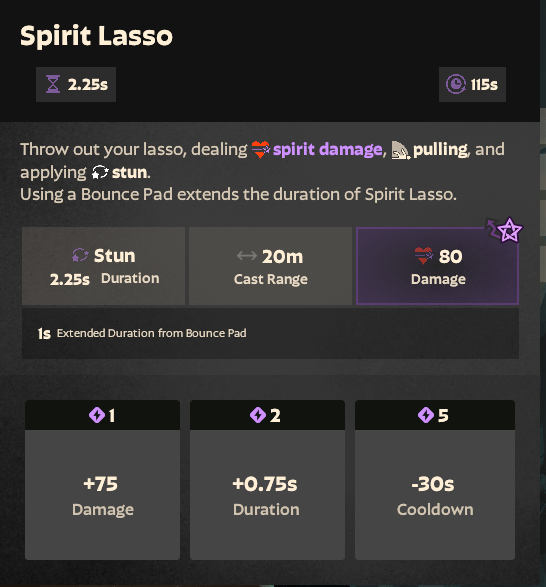 Spirit Lasso
2.25s 115s
Throw out your lasso, dealing spirit damage, pulling, and
applying stun.
Using a Bounce Pad extends the duration of Spirit Lasso.
Stun
2.25s Duration
20m
Cast Range
80
Damage
1s Extended Duration from Bounce Pad
1
+75
Damage
2
+0.75s
Duration
5
-30s
Cooldown